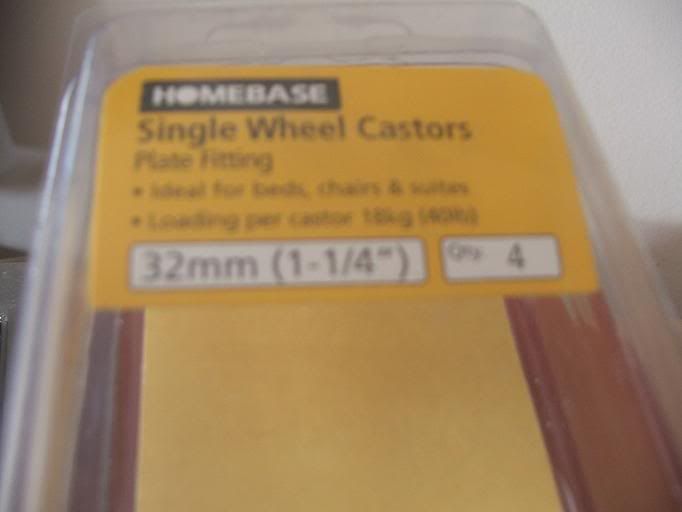 HOMEBASE
Single Wheel Castors
Plate Fitting
• Ideal for beds, chairs & suites
• Loading per castor 18kg (40lb)
32mm (1-1/4")
Qty. 4